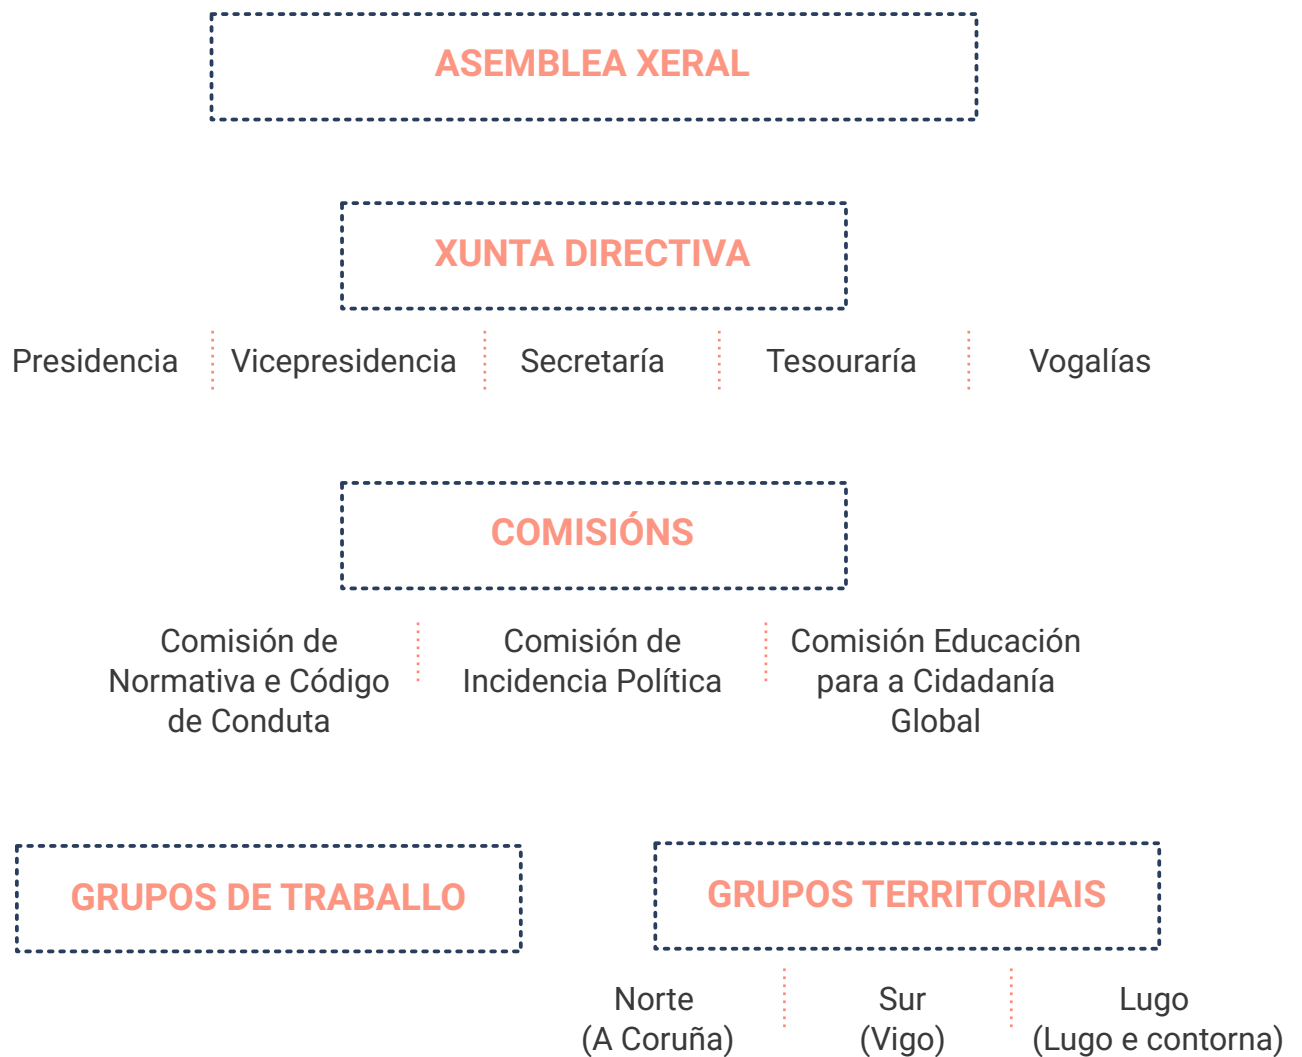 ASEMBLEA XERAL
XUNTA DIRECTIVA
Presidencia
Vicepresidencia
Secretaría
Tesouraría
Vogalías
COMISIÓNS
Comisión de
Normativa e Código
de Conduta
Comisión de
Incidencia Política
Comisión Educación
para a Cidadanía
Global
GRUPOS DE TRABALLO
GRUPOS TERRITORIAIS
Norte
(A Coruña)
Sur
(Vigo)
Lugo
(Lugo e contorna)